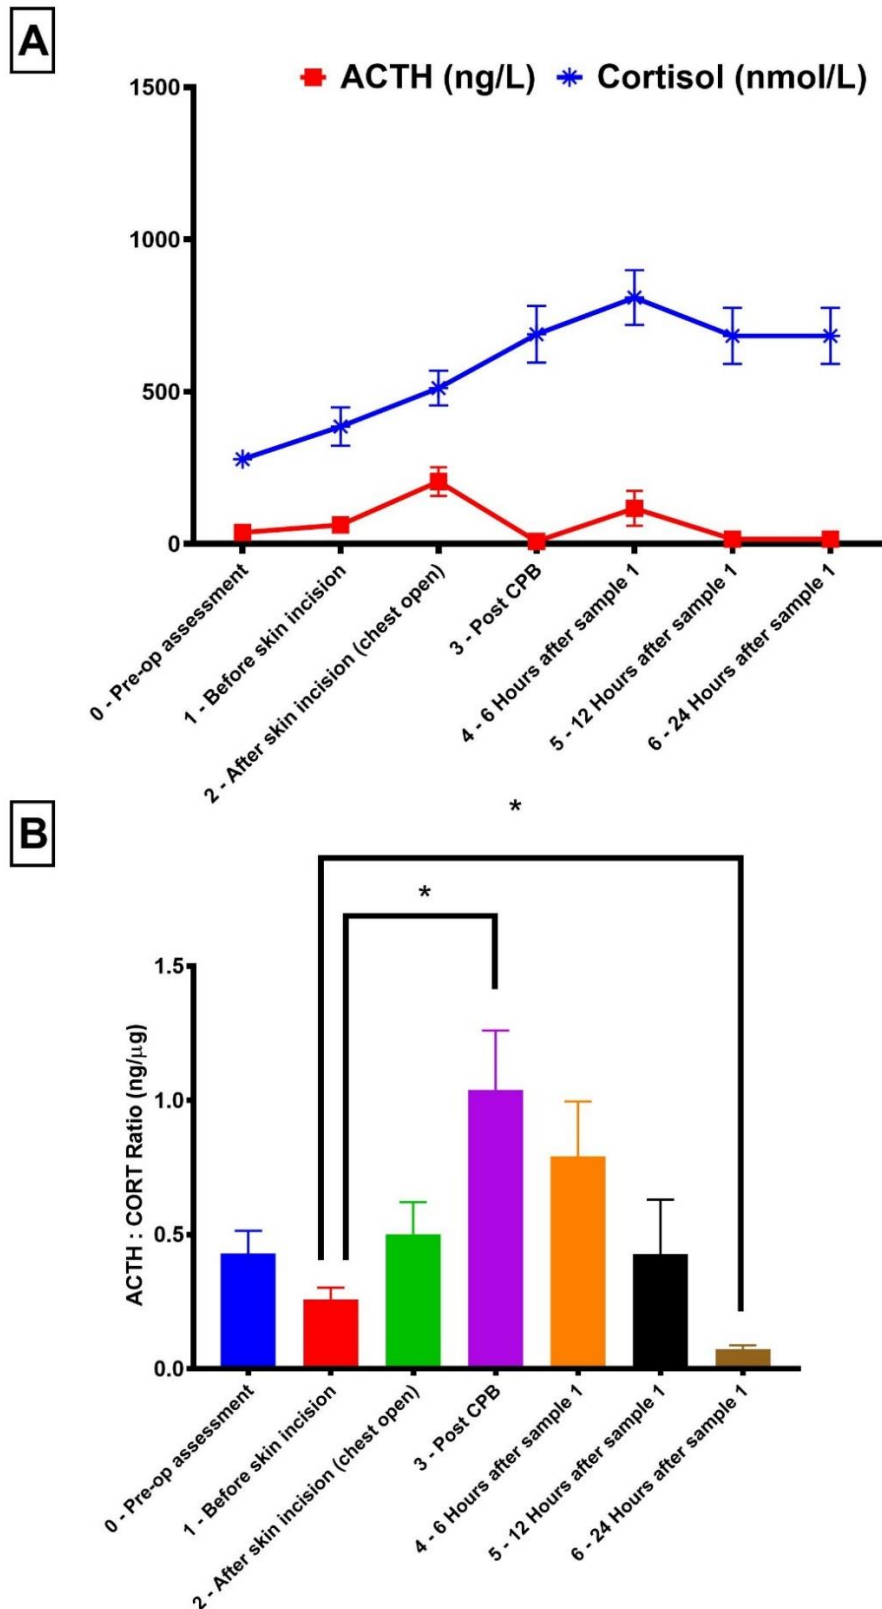 A
ACTH (ng/L) Cortisol (nmol/L)
1500
1000
500
0
0 - Pre-op assessment
1 - Before skin incision
2 - After skin incision (chest open)
3 - Post CPB
4 - 6 Hours after sample 1
5 - 12 Hours after sample 1
6 - 24 Hours after sample 1
B
*
*
ACTH : CORT Ratio (ng/µg)
1.5
1.0
0.5
0.0
0 - Pre-op assessment
1 - Before skin incision
2 - After skin incision (chest open)
3 - Post CPB
4 - 6 Hours after sample 1
5 - 12 Hours after sample 1
6 - 24 Hours after sample 1